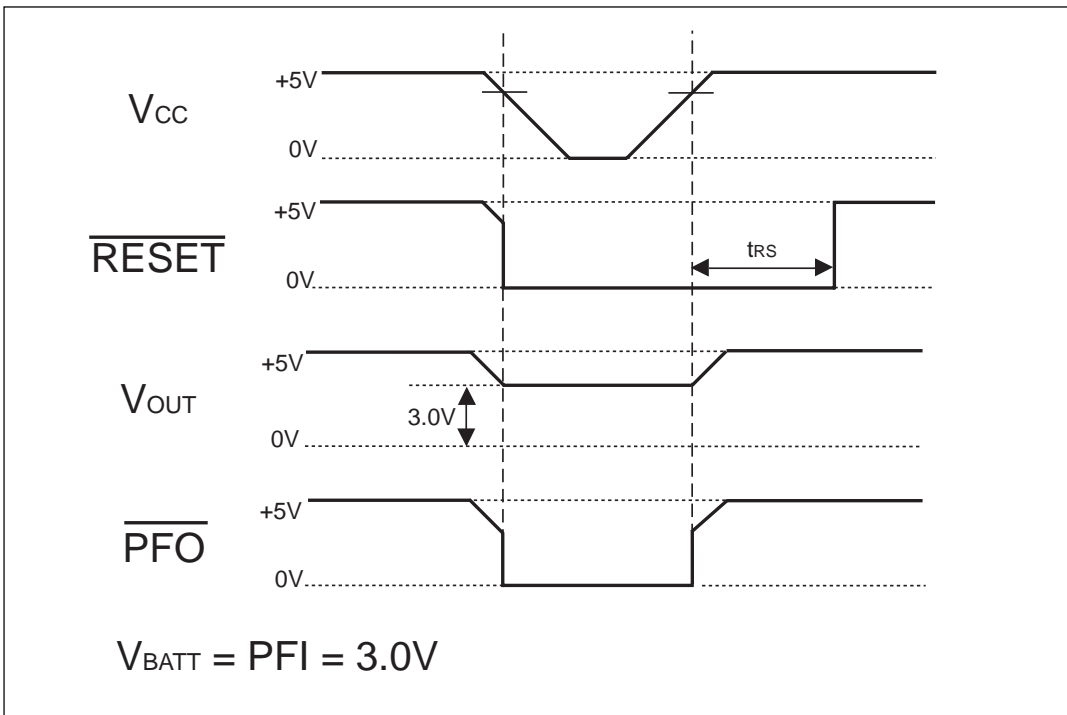 +5V
VCC
0V
+5V
RESET
tRS
0V
+5V
VOUT
3.0V
0V
+5V
PFO
0V
VBATT = PFI = 3.0V